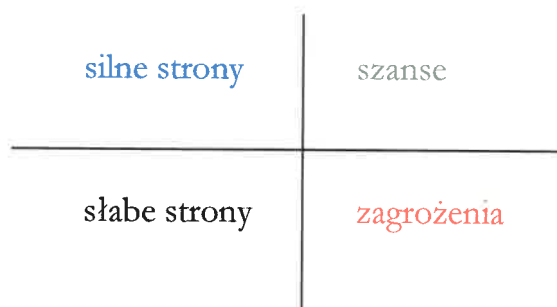 silne strony
szanse
słabe strony
zagrożenia